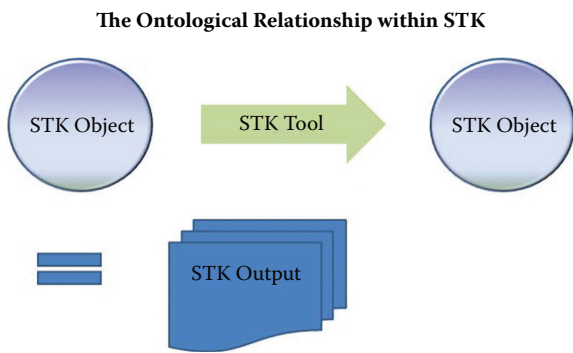 The Ontological Relationship within STK
STK Object
STK Tool
STK Object
STK Output